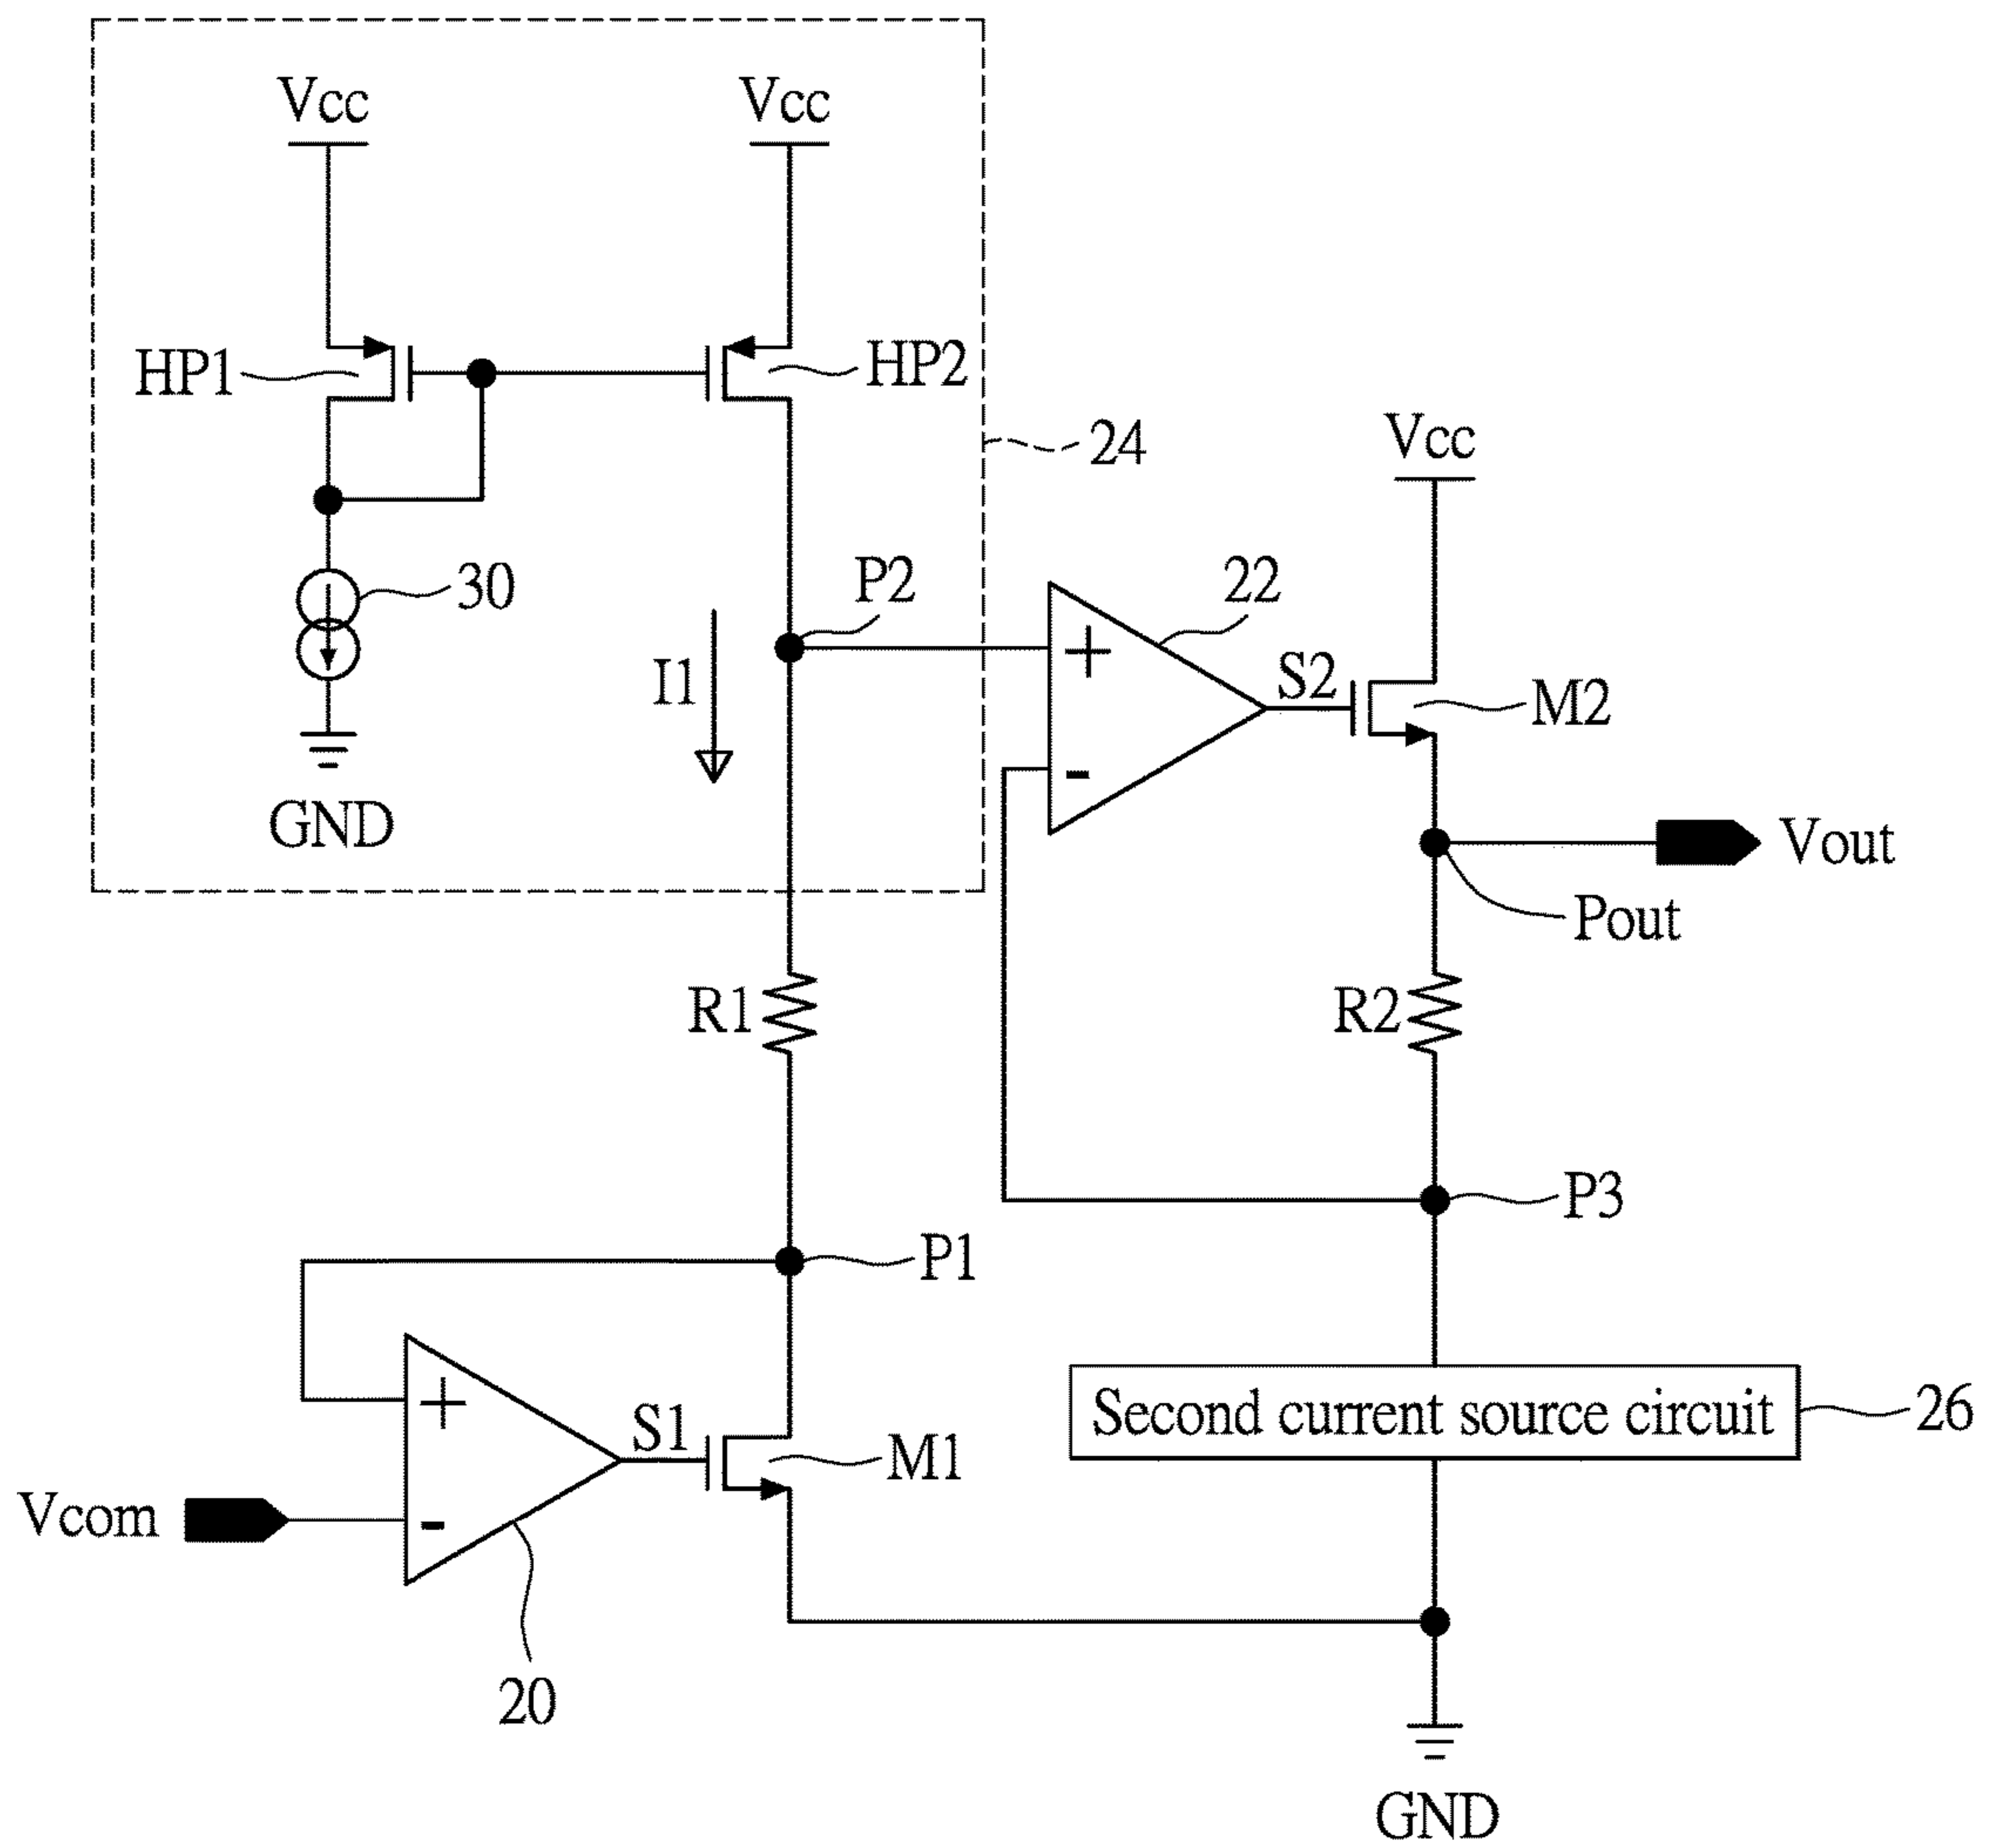 Vcc
Vcc
HP1
HP2
24
Vcc
30
P2
22
I1
S2
M2
GND
+
-
Vout
Pout
R1
R2
P3
P1
+
S1
M1
Second current source circuit
26
Vcom
-
20
GND